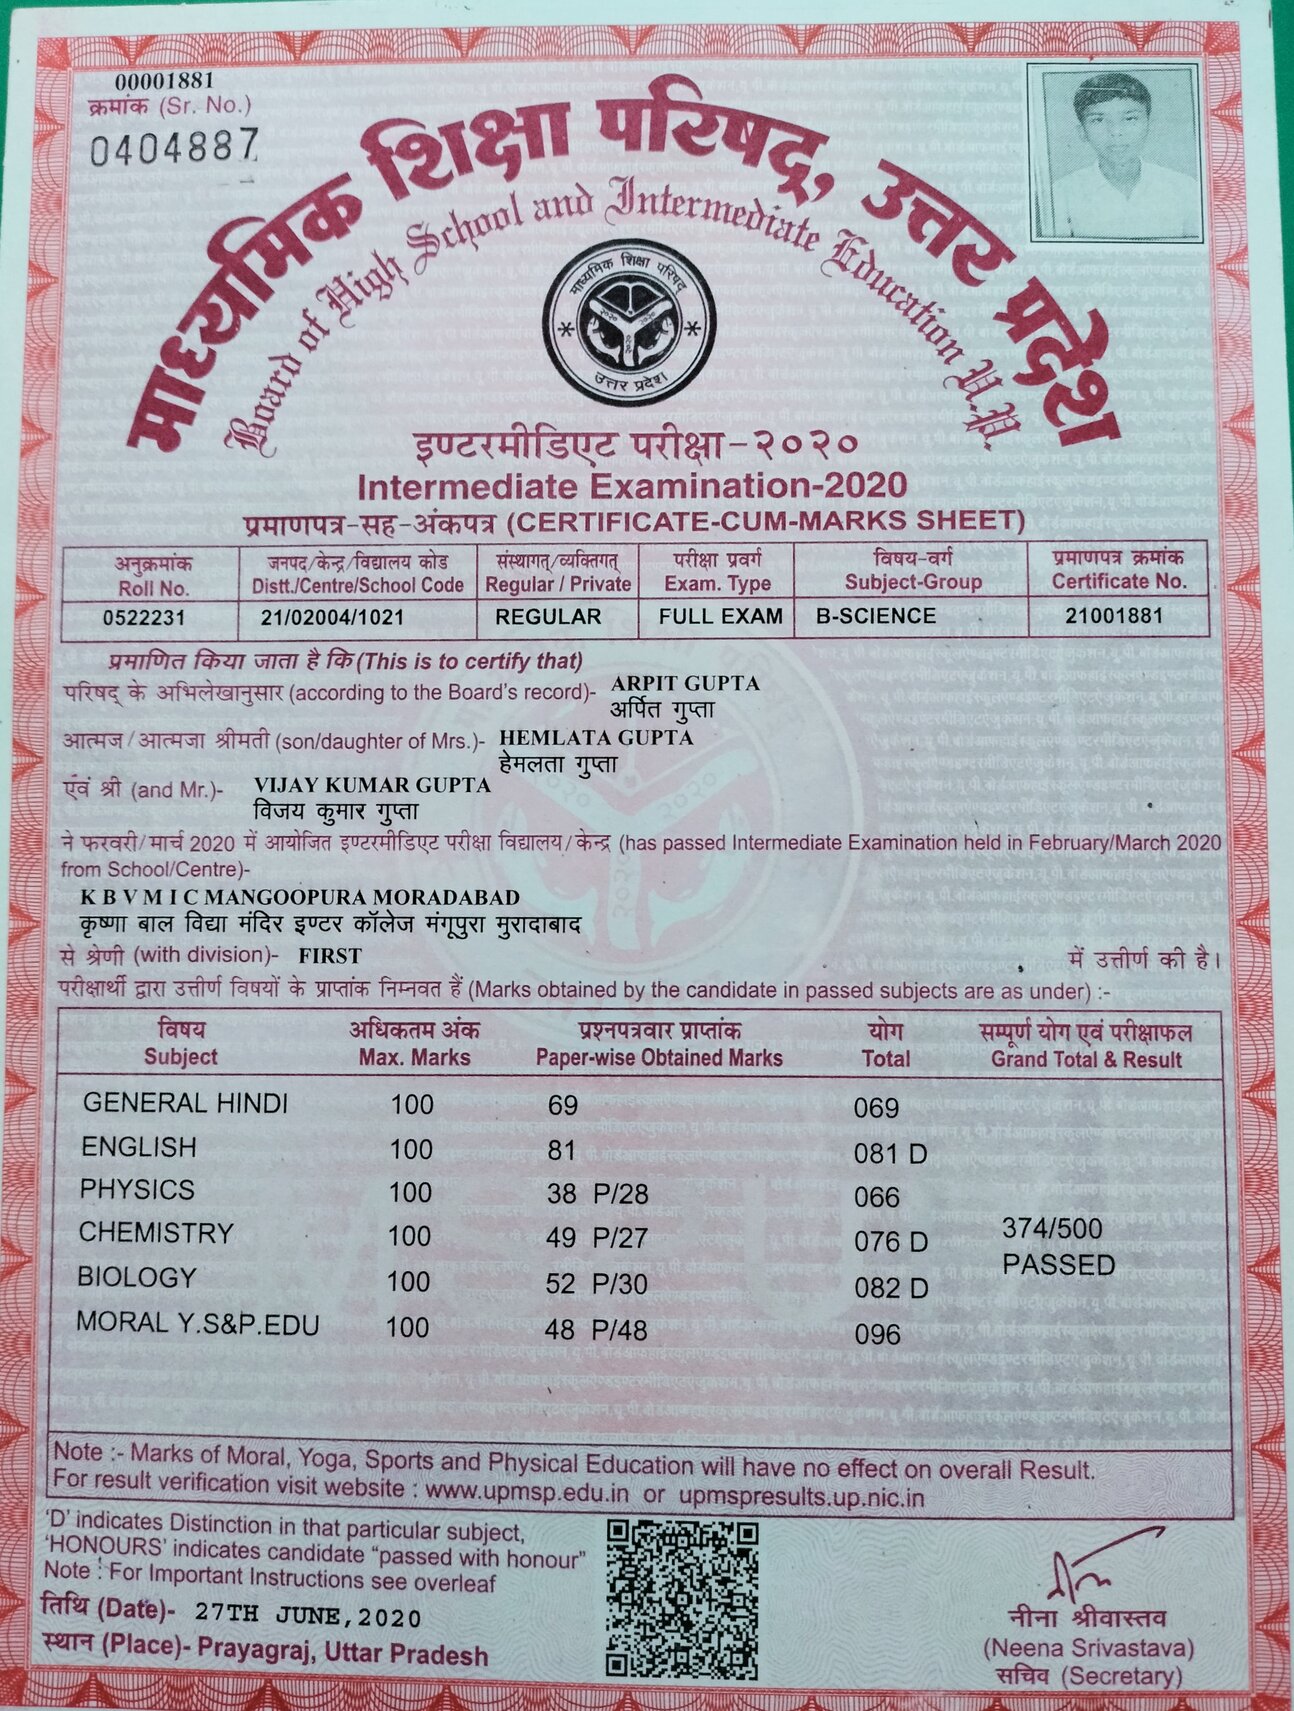 00001881
क्रमांक (Sr. No.)
0404887
माध्यमिक शिक्षा परिषद्, उत्तर प्रदेश
Board of High School and Intermediate Education U.P.
माध्यमिक शिक्षा परिषद्
उत्तर प्रदेश
इण्टरमीडिएट परीक्षा-२०२०
Intermediate Examination-2020
प्रमाणपत्र-सह-अंकपत्र (CERTIFICATE-CUM-MARKS SHEET)
अनुक्रमांक जनपद/केन्द्र/विद्यालय कोड संस्थागत्/व्यक्तिगत् परीक्षा प्रवर्ग विषय-वर्ग प्रमाणपत्र क्रमांक
Roll No. Distt./Centre/School Code Regular / Private Exam. Type Subject-Group Certificate No.
0522231 21/02004/1021 REGULAR FULL EXAM B-SCIENCE 21001881
प्रमाणित किया जाता है कि (This is to certify that)
परिषद् के अभिलेखानुसार (according to the Board's record)- ARPIT GUPTA
अर्पित गुप्ता
आत्मज/आत्मजा श्रीमती (son/daughter of Mrs.)- HEMLATA GUPTA
हेमलता गुप्ता
एंवं श्री (and Mr.)- VIJAY KUMAR GUPTA
विजय कुमार गुप्ता
ने फरवरी/मार्च 2020 में आयोजित इण्टरमीडिएट परीक्षा विद्यालय/केन्द्र (has passed Intermediate Examination held in February/March 2020
from School/Centre)-
K B V M I C MANGOOPURA MORADABAD
कृष्णा बाल विद्या मंदिर इण्टर कॉलेज मंगूपुरा मुरादाबाद
से श्रेणी (with division)- FIRST में उत्तीर्ण की है।
परीक्षार्थी द्वारा उत्तीर्ण विषयों के प्राप्तांक निम्नवत हैं (Marks obtained by the candidate in passed subjects are as under) :-
विषय अधिकतम अंक प्रश्नपत्रवार प्राप्तांक योग सम्पूर्ण योग एवं परीक्षाफल
Subject Max. Marks Paper-wise Obtained Marks Total Grand Total & Result
GENERAL HINDI 100 69 069
ENGLISH 100 81 081 D
PHYSICS 100 38 P/28 066
CHEMISTRY 100 49 P/27 076 D 374/500
PASSED
BIOLOGY 100 52 P/30 082 D
MORAL Y.S&P.EDU 100 48 P/48 096
Note :- Marks of Moral, Yoga, Sports and Physical Education will have no effect on overall Result.
For result verification visit website : www.upmsp.edu.in or upmspresults.up.nic.in
'D' indicates Distinction in that particular subject,
'HONOURS' indicates candidate "passed with honour"
Note : For Important Instructions see overleaf
तिथि (Date)- 27TH JUNE,2020
स्थान (Place)- Prayagraj, Uttar Pradesh
नीना श्रीवास्तव
(Neena Srivastava)
सचिव (Secretary)